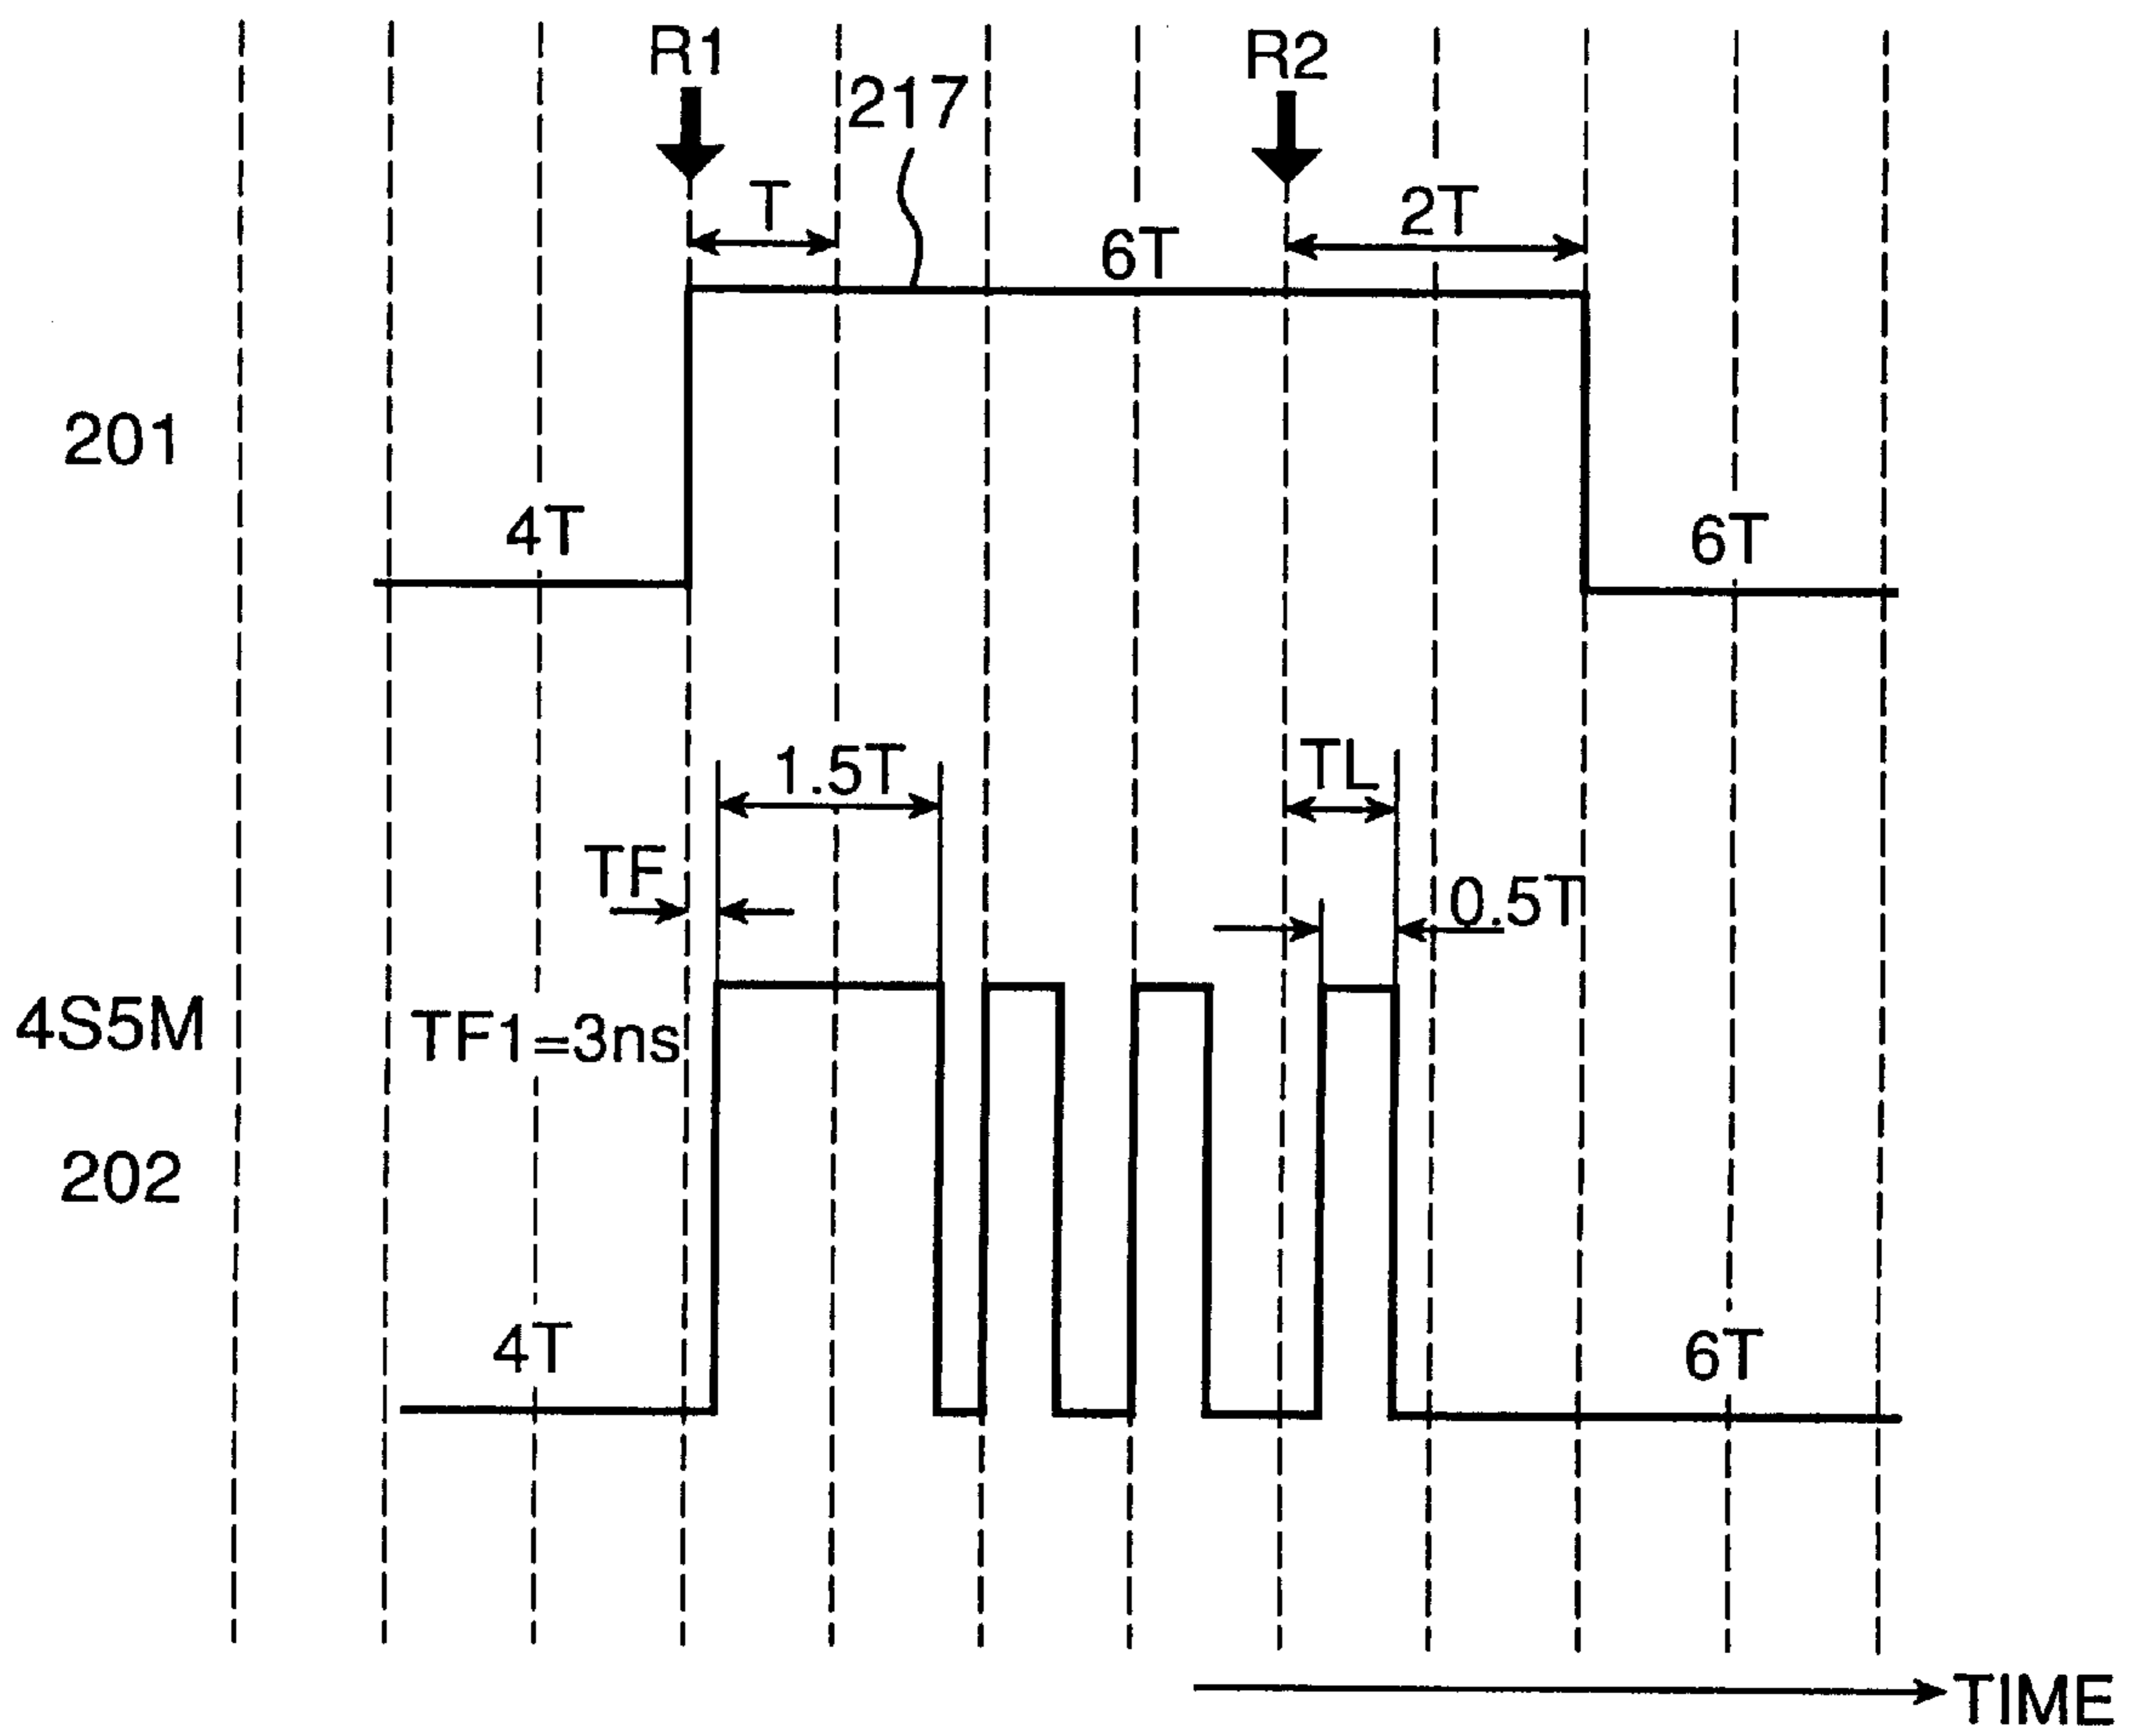 R1
R2
217
T
2T
6T
201
4T
6T
1.5T
TL
TF
0.5T
4S5M
TF1=3ns
202
4T
6T
TIME